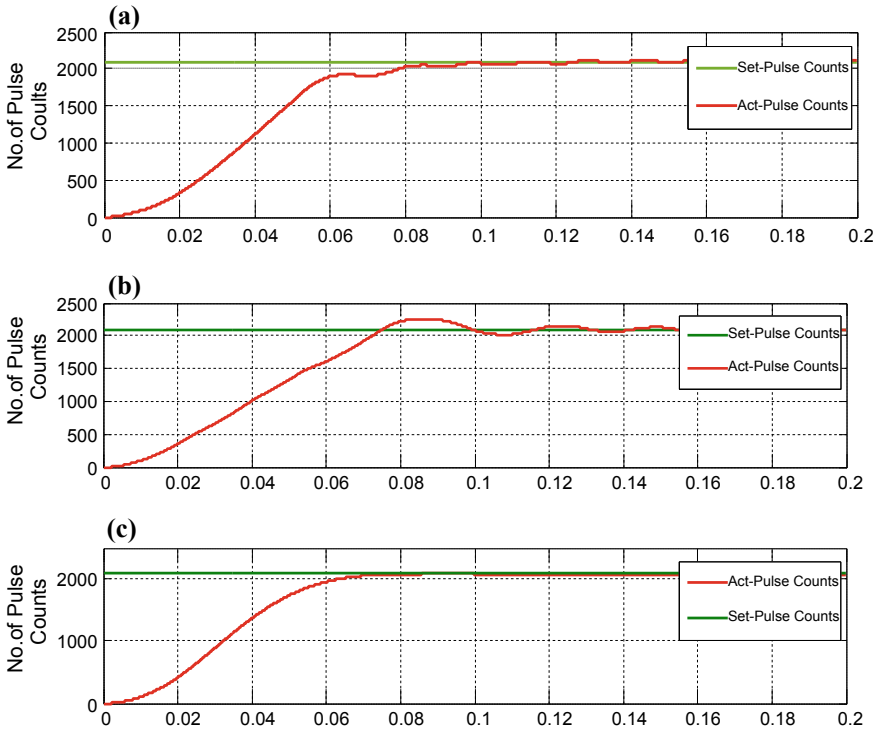 (a)
2500
2000
1500
1000
500
0
No.of Pulse
Coults
Set-Pulse Counts
Act-Pulse Counts
0 0.02 0.04 0.06 0.08 0.1 0.12 0.14 0.16 0.18 0.2
(b)
2500
2000
1500
1000
500
0
No.of Pulse
Counts
Set-Pulse Counts
Act-Pulse Counts
0 0.02 0.04 0.06 0.08 0.1 0.12 0.14 0.16 0.18 0.2
(c)
2000
1000
0
No.of Pulse
Counts
Act-Pulse Counts
Set-Pulse Counts
0 0.02 0.04 0.06 0.08 0.1 0.12 0.14 0.16 0.18 0.2